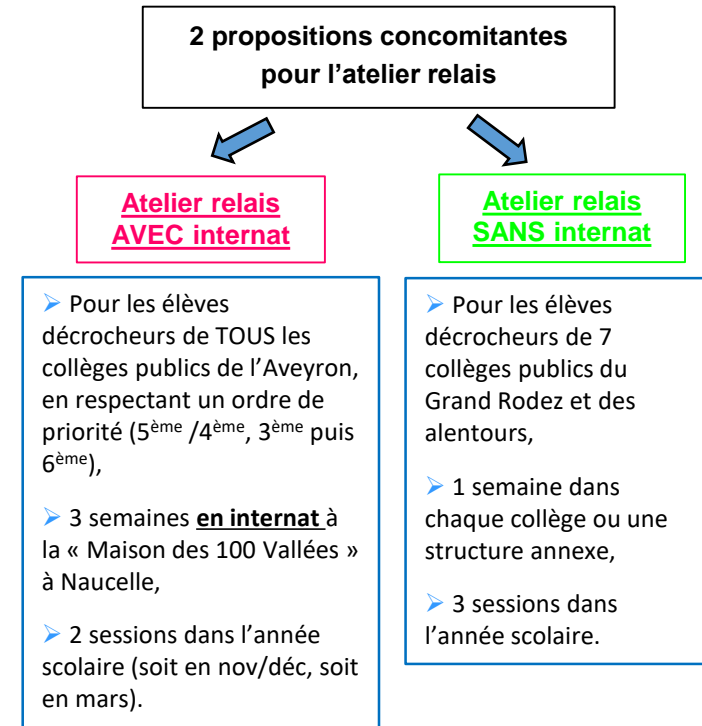 2 propositions concomitantes
pour l’atelier relais
Atelier relais
AVEC internat
➢ Pour les élèves
décrocheurs de TOUS les
collèges publics de l’Aveyron,
en respectant un ordre de
priorité (5ème /4ème, 3ème puis
6ème),
➢ 3 semaines en internat à
la « Maison des 100 Vallées »
à Naucelle,
➢ 2 sessions dans l’année
scolaire (soit en nov/déc, soit
en mars).
Atelier relais
SANS internat
➢ Pour les élèves
décrocheurs de 7
collèges publics du
Grand Rodez et des
alentours,
➢ 1 semaine dans
chaque collège ou une
structure annexe,
➢ 3 sessions dans
l’année scolaire.